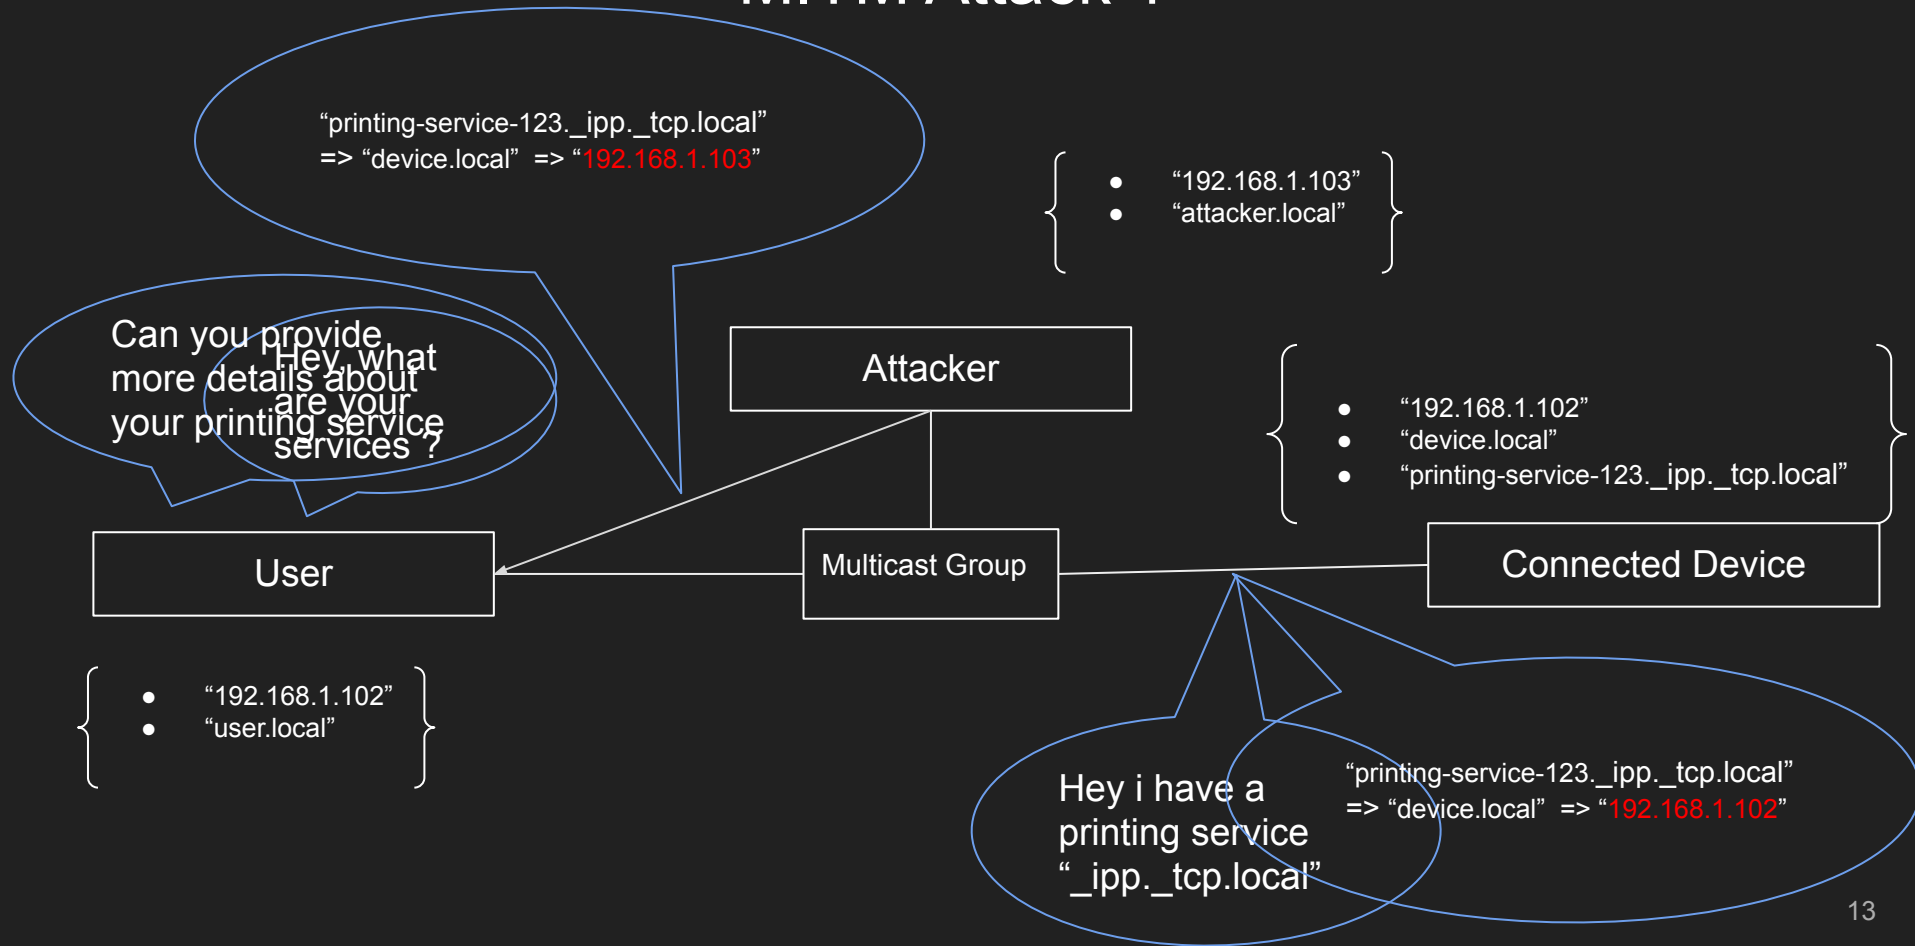 MITM Attack 1
“printing-service-123._ipp._tcp.local”
=> “device.local” => “192.168.1.103”
● “192.168.1.103”
● “attacker.local”
Can you provide
more details about
your printing service
Hey, what
are your
services ?
Attacker
● “192.168.1.102”
● “device.local”
● “printing-service-123._ipp._tcp.local”
User
Multicast Group
Connected Device
● “192.168.1.102”
● “user.local”
Hey i have a
printing service
“_ipp._tcp.local”
“printing-service-123._ipp._tcp.local”
=> “device.local” => “192.168.1.102”
13